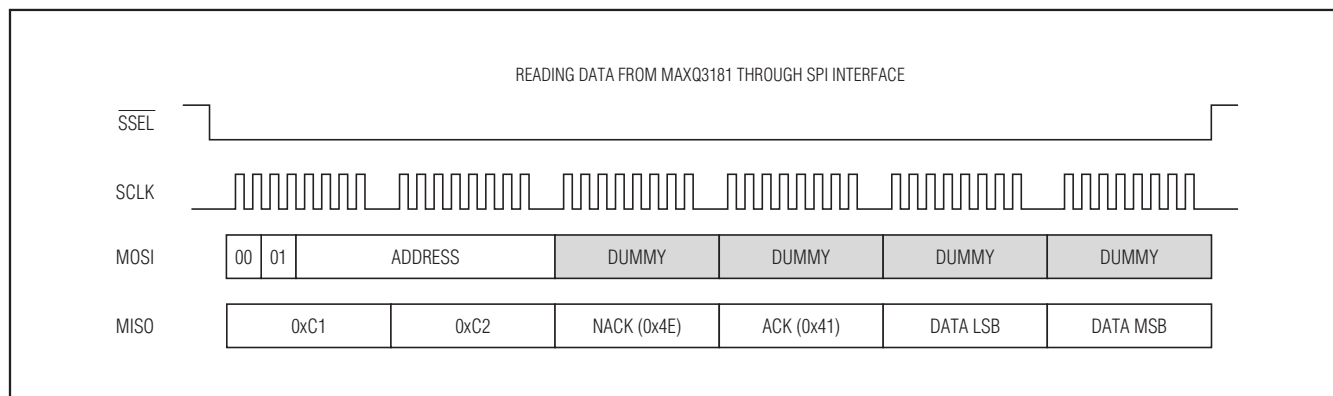 READING DATA FROM MAXQ3181 THROUGH SPI INTERFACE
SSEL
SCLK
MOSI 00 01 ADDRESS DUMMY DUMMY DUMMY DUMMY
MISO 0xC1 0xC2 NACK (0x4E) ACK (0x41) DATA LSB DATA MSB